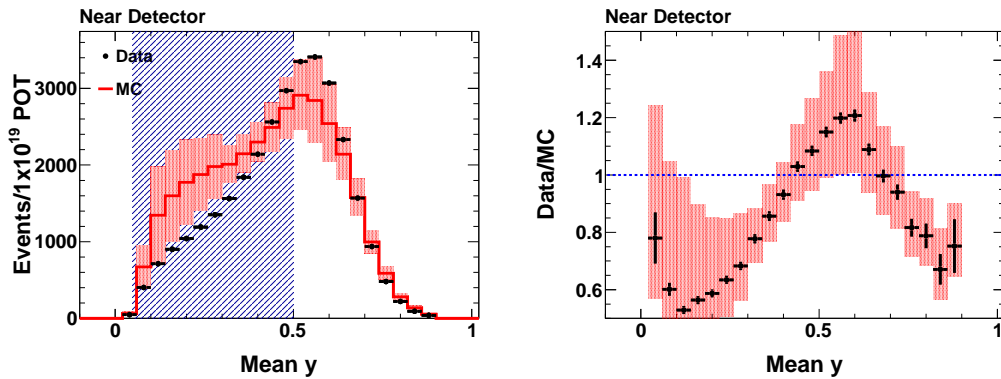 Near Detector
Data
MC
Events/1x10¹⁹ POT
3000
2000
1000
0
0
0.5
1
Mean y
Near Detector
Data/MC
1.4
1.2
1
0.8
0.6
0
0.5
1
Mean y